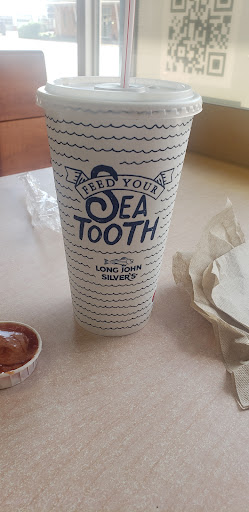 FEED YOUR
SEA
TOOTH
LONG JOHN
SILVER'S